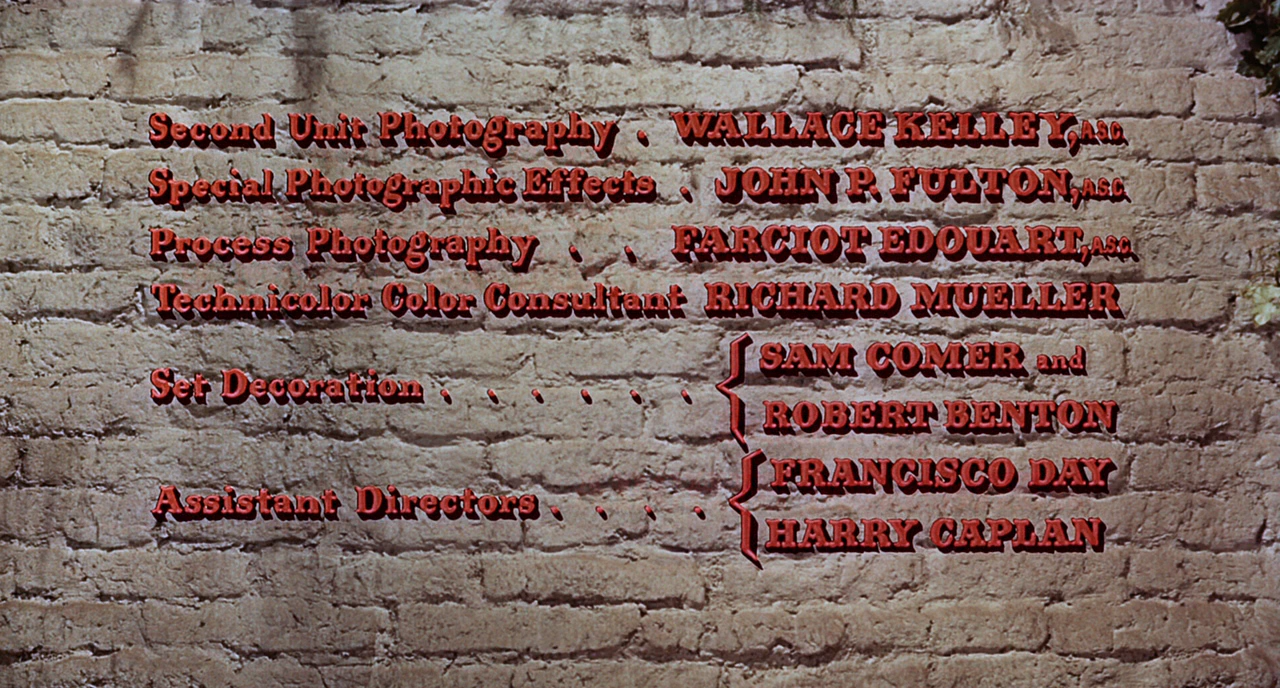 Second Unit Photography . WALLACE KELLEY, A.S.C.
Special Photographic Effects . JOHN P. FULTON, A.S.C.
Process Photography . . FARCIOT EDOUART, A.S.C.
Technicolor Color Consultant RICHARD MUELLER
Set Decoration . . . . . . { SAM COMER and
ROBERT BENTON
Assistant Directors . . . . { FRANCISCO DAY
HARRY CAPLAN